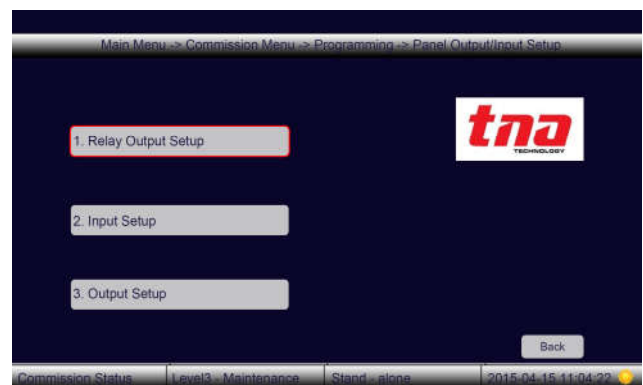 Main Menu -> Commission Menu -> Programming -> Panel Output/Input Setup
tna
TECHNOLOGY
1. Relay Output Setup
2. Input Setup
3. Output Setup
Back
Commission Status Level3 - Maintenance Stand - alone 2015-04-15 11:04:22